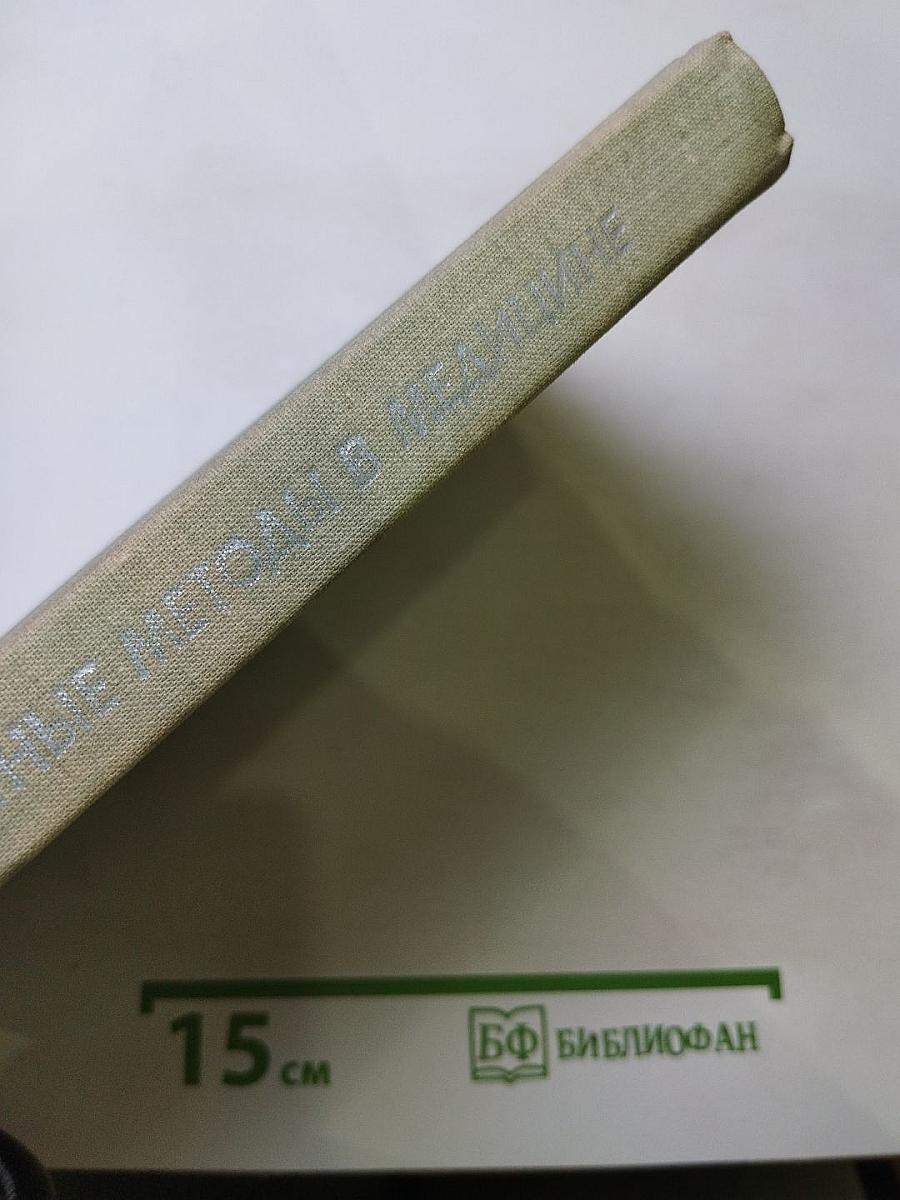 НЫЕ МЕТОДЫ В МЕДИЦИНЕ
15 см
БФ БИБЛИОФАН